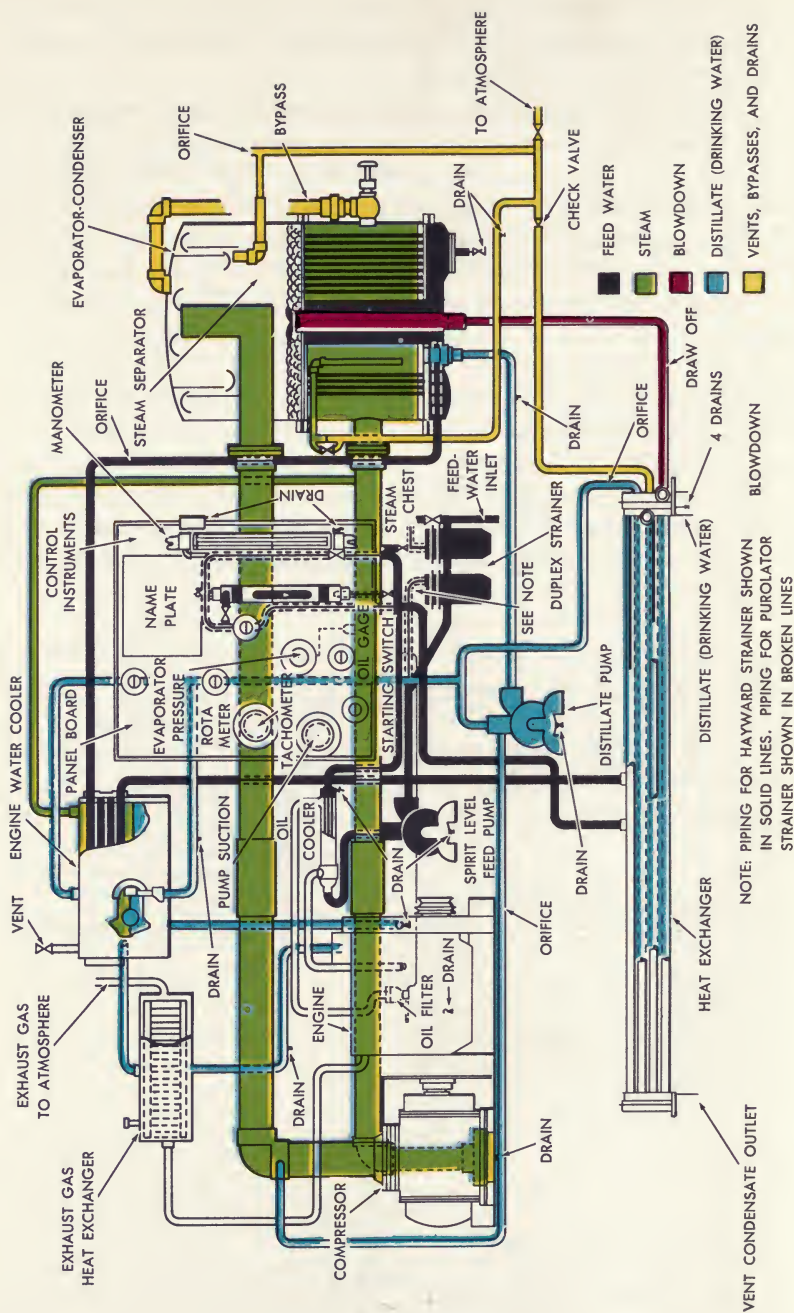 EXHAUST GAS
HEAT EXCHANGER
EXHAUST GAS
TO ATMOSPHERE
VENT
ENGINE WATER COOLER
PANEL BOARD
CONTROL
INSTRUMENTS
NAME
PLATE
ORIFICE
MANOMETER
STEAM SEPARATOR
EVAPORATOR-CONDENSER
ORIFICE
BYPASS
TO ATMOSPHERE
EVAPORATOR
PRESSURE
ROTA
METER
TACHOMETER
OIL GAGE
STARTING SWITCH
DRAIN
STEAM
CHEST
FEED-
WATER
INLET
DUPLEX STRAINER
SEE NOTE
DRAIN
CHECK VALVE
PUMP SUCTION
OIL
COOLER
DRAIN
SPIRIT LEVEL
FEED PUMP
DRAIN
DRAIN
ENGINE
OIL FILTER
DRAIN
COMPRESSOR
DRAIN
ORIFICE
DISTILLATE PUMP
DRAIN
DRAIN
ORIFICE
DRAW OFF
4 DRAINS
BLOWDOWN
DISTILLATE (DRINKING WATER)
HEAT EXCHANGER
VENT CONDENSATE OUTLET
FEED WATER
STEAM
BLOWDOWN
DISTILLATE (DRINKING WATER)
VENTS, BYPASSES, AND DRAINS
NOTE: PIPING FOR HAYWARD STRAINER SHOWN
IN SOLID LINES. PIPING FOR PUROLATOR
STRAINER SHOWN IN BROKEN LINES